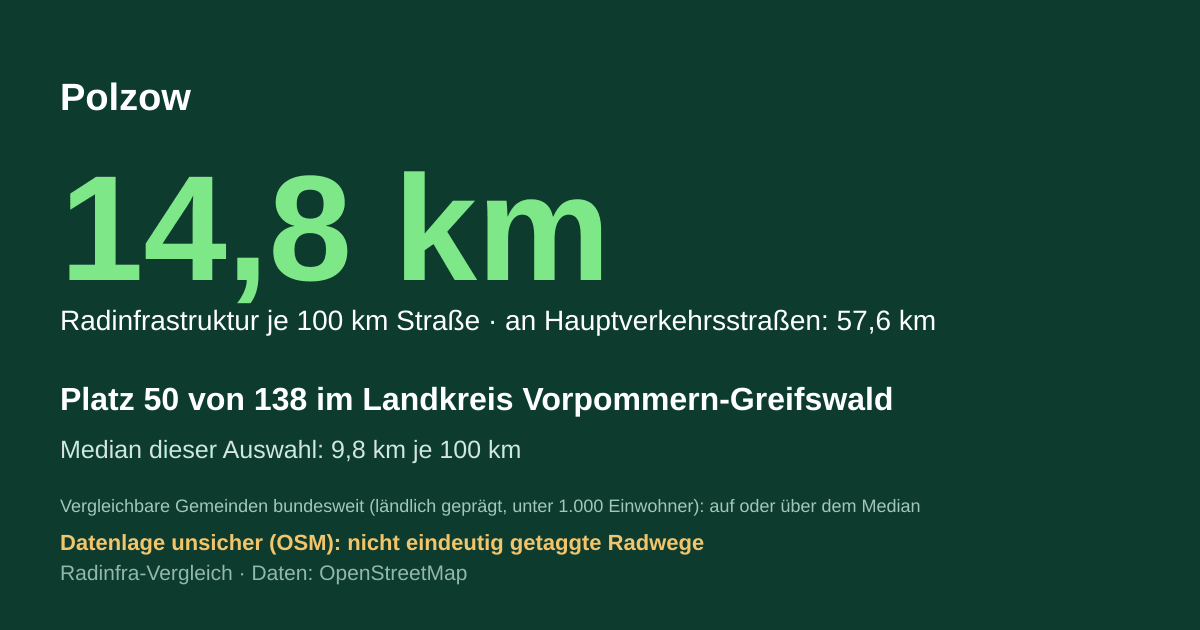 Polzow
14,8 km
Radinfrastruktur je 100 km Straße · an Hauptverkehrsstraßen: 57,6 km
Platz 50 von 138 im Landkreis Vorpommern-Greifswald
Median dieser Auswahl: 9,8 km je 100 km
Vergleichbare Gemeinden bundesweit (ländlich geprägt, unter 1.000 Einwohner): auf oder über dem Median
Datenlage unsicher (OSM): nicht eindeutig getaggte Radwege
Radinfra-Vergleich · Daten: OpenStreetMap